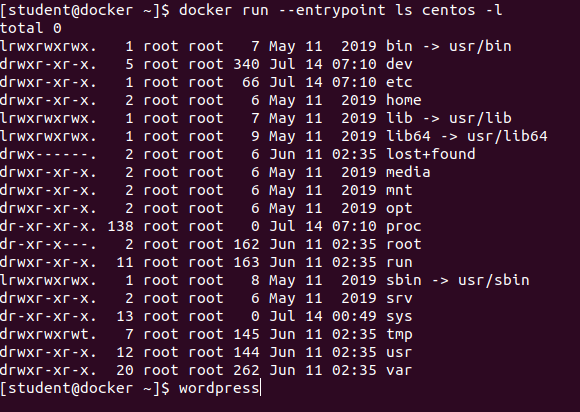 [student@docker ~]$ docker run --entrypoint ls centos -l
total 0
lrwxrwxrwx.   1 root root   7 May 11  2019 bin -> usr/bin
drwxr-xr-x.   5 root root 340 Jul 14 07:10 dev
drwxr-xr-x.   1 root root  66 Jul 14 07:10 etc
drwxr-xr-x.   2 root root   6 May 11  2019 home
lrwxrwxrwx.   1 root root   7 May 11  2019 lib -> usr/lib
lrwxrwxrwx.   1 root root   9 May 11  2019 lib64 -> usr/lib64
drwx------.   2 root root   6 Jun 11 02:35 lost+found
drwxr-xr-x.   2 root root   6 May 11  2019 media
drwxr-xr-x.   2 root root   6 May 11  2019 mnt
drwxr-xr-x.   2 root root   6 May 11  2019 opt
dr-xr-xr-x. 138 root root   0 Jul 14 07:10 proc
dr-xr-x---.   2 root root 162 Jun 11 02:35 root
drwxr-xr-x.  11 root root 163 Jun 11 02:35 run
lrwxrwxrwx.   1 root root   8 May 11  2019 sbin -> usr/sbin
drwxr-xr-x.   2 root root   6 May 11  2019 srv
dr-xr-xr-x.  13 root root   0 Jul 14 00:49 sys
drwxrwxrwt.   7 root root 145 Jun 11 02:35 tmp
drwxr-xr-x.  12 root root 144 Jun 11 02:35 usr
drwxr-xr-x.  20 root root 262 Jun 11 02:35 var
[student@docker ~]$ wordpress